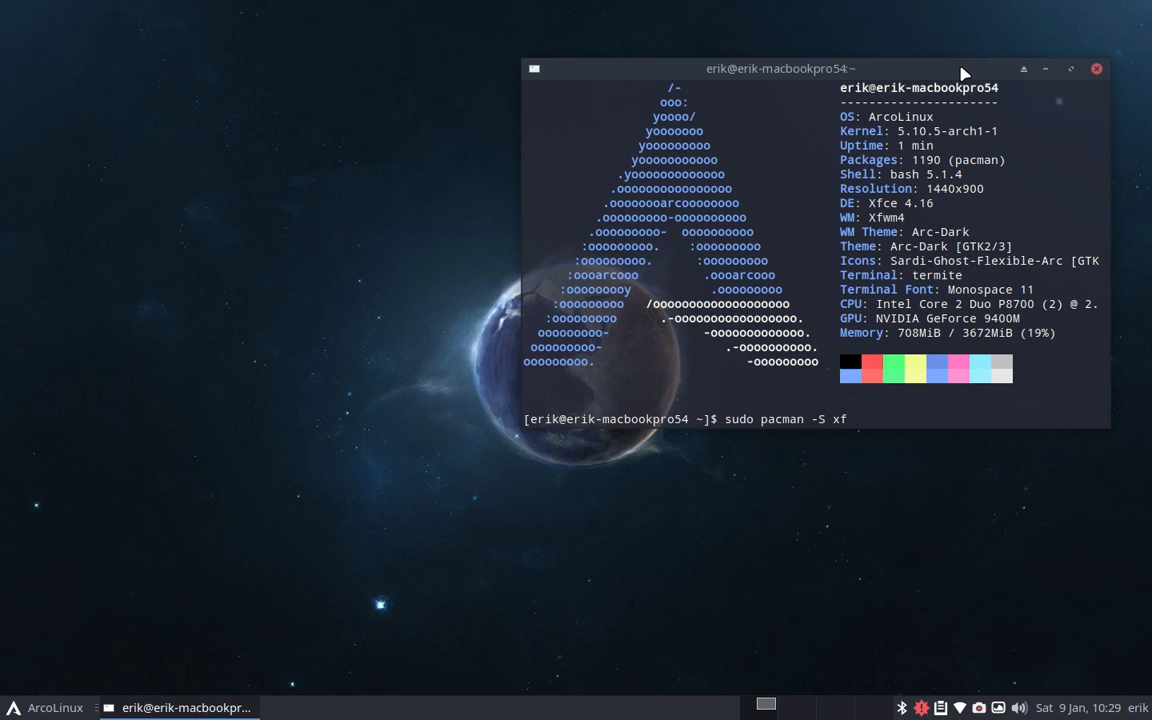 erik@erik-macbookpro54:~
/-
ooo:
yoooo/
yooooooo
yooooooooo
yooooooooooo
.yooooooooooooo
.oooooooooooooooo
.ooooooooarcoooooooo
.ooooooooo-oooooooooo
.ooooooooo-  oooooooooo
:ooooooooo.    :ooooooooo
:ooooooooo.      :ooooooooo
:oooarcooo         .oooarcooo
:ooooooooy           .ooooooooo
:ooooooooo   /ooooooooooooooooooo
:ooooooooo      .-ooooooooooooooooo.
ooooooooo-             -ooooooooooooo.
ooooooooo-                 .-oooooooooo.
ooooooooo.                     -ooooooooo
erik@erik-macbookpro54
----------------------
OS: ArcoLinux
Kernel: 5.10.5-arch1-1
Uptime: 1 min
Packages: 1190 (pacman)
Shell: bash 5.1.4
Resolution: 1440x900
DE: Xfce 4.16
WM: Xfwm4
WM Theme: Arc-Dark
Theme: Arc-Dark [GTK2/3]
Icons: Sardi-Ghost-Flexible-Arc [GTK
Terminal: termite
Terminal Font: Monospace 11
CPU: Intel Core 2 Duo P8700 (2) @ 2.
GPU: NVIDIA GeForce 9400M
Memory: 708MiB / 3672MiB (19%)
[erik@erik-macbookpro54 ~]$ sudo pacman -S xf
ArcoLinux
erik@erik-macbookpr...
Sat 9 Jan, 10:29 erik